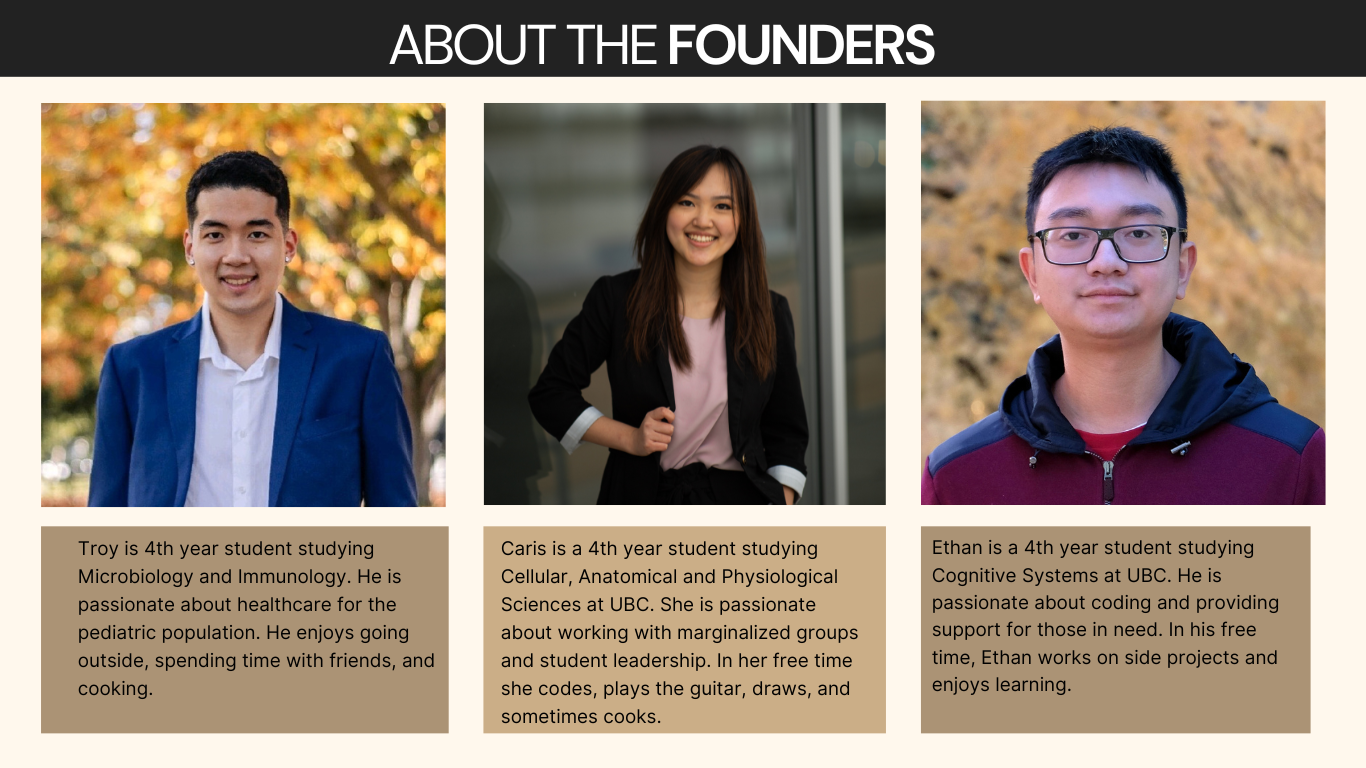 ABOUT THE FOUNDERS
Troy is 4th year student studying
Microbiology and Immunology. He is
passionate about healthcare for the
pediatric population. He enjoys going
outside, spending time with friends, and
cooking.
Caris is a 4th year student studying
Cellular, Anatomical and Physiological
Sciences at UBC. She is passionate
about working with marginalized groups
and student leadership. In her free time
she codes, plays the guitar, draws, and
sometimes cooks.
Ethan is a 4th year student studying
Cognitive Systems at UBC. He is
passionate about coding and providing
support for those in need. In his free
time, Ethan works on side projects and
enjoys learning.